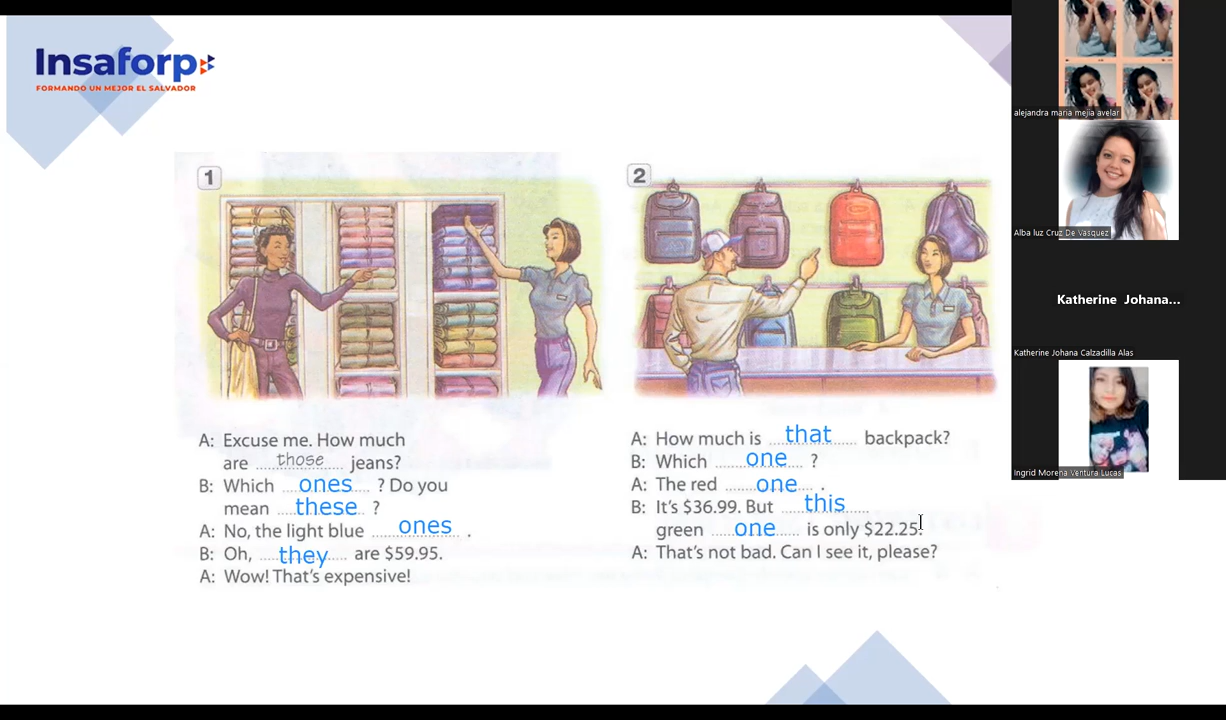 Insaforp
FORMANDO UN MEJOR EL SALVADOR
1
A: Excuse me. How much
are those jeans?
B: Which ones ? Do you
mean these ?
A: No, the light blue ones .
B: Oh, they are $59.95.
A: Wow! That's expensive!
2
A: How much is that backpack?
B: Which one ?
A: The red one .
B: It's $36.99. But this
green one is only $22.25.
A: That's not bad. Can I see it, please?
alejandra maria mejia avelar
Alba luz Cruz De Vasquez
Katherine Johana...
Katherine Johana Calzadilla Alas
Ingrid Morena Ventura Lucas